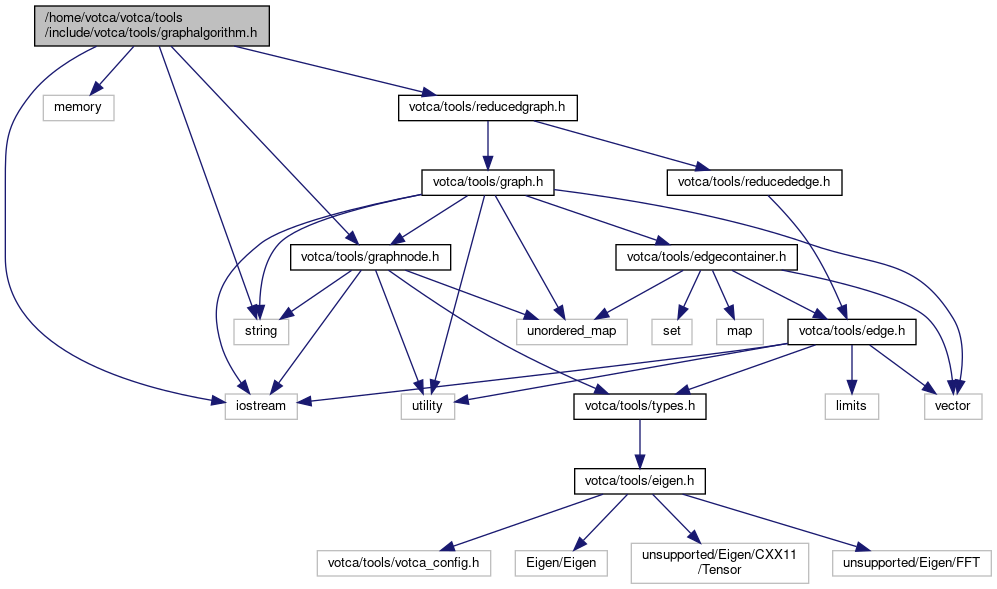 /home/votca/votca/tools
/include/votca/tools/graphalgorithm.h
memory
votca/tools/reducedgraph.h
votca/tools/graph.h
votca/tools/reducededge.h
votca/tools/graphnode.h
votca/tools/edgecontainer.h
string
unordered_map
set
map
votca/tools/edge.h
iostream
utility
votca/tools/types.h
limits
vector
votca/tools/eigen.h
votca/tools/votca_config.h
Eigen/Eigen
unsupported/Eigen/CXX11
/Tensor
unsupported/Eigen/FFT